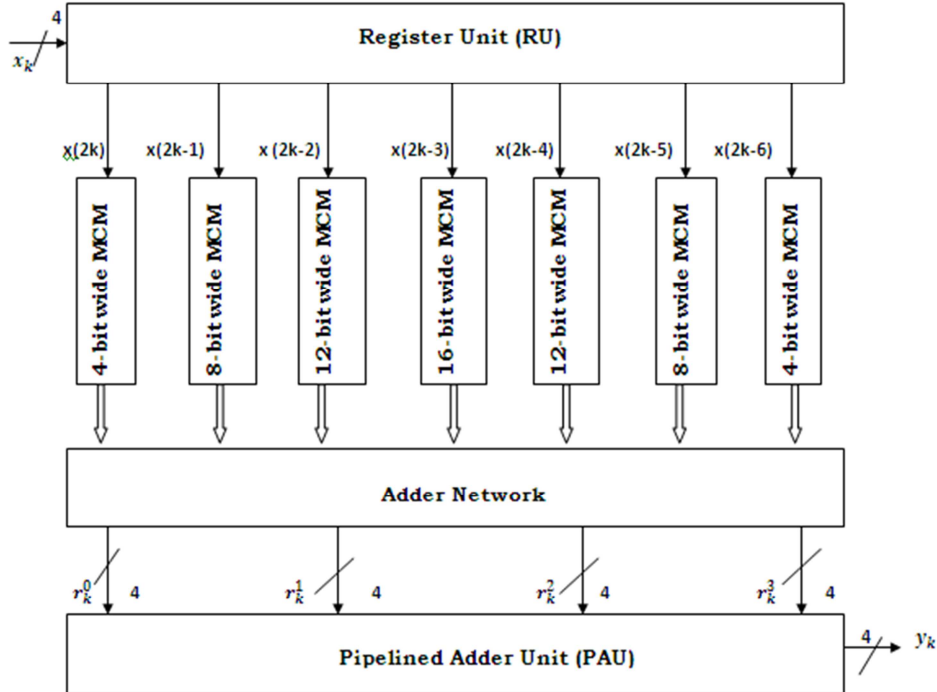 4
x_k
Register Unit (RU)
x(2k) x(2k-1) x (2k-2) x(2k-3) x(2k-4) x(2k-5) x(2k-6)
4-bit wide MCM
8-bit wide MCM
12-bit wide MCM
16-bit wide MCM
12-bit wide MCM
8-bit wide MCM
4-bit wide MCM
Adder Network
r_k^0 4 r_k^1 4 r_k^2 4 r_k^3 4
Pipelined Adder Unit (PAU)
4
y_k